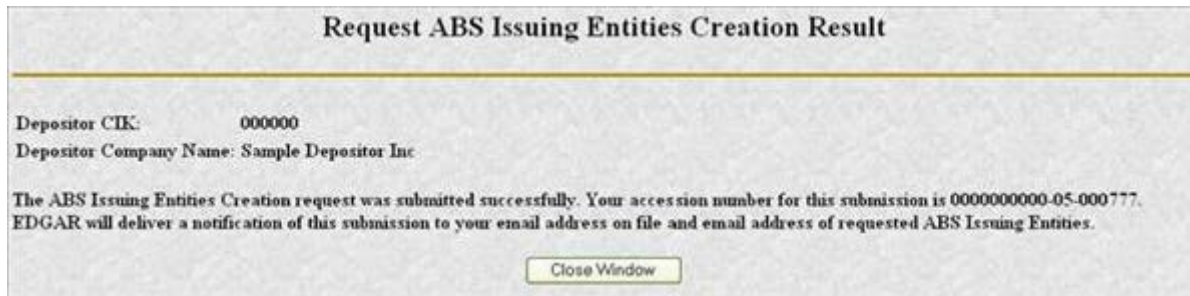 Request ABS Issuing Entities Creation Result
Depositor CIK: 000000
Depositor Company Name: Sample Depositor Inc
The ABS Issuing Entities Creation request was submitted successfully. Your accession number for this submission is 0000000000-05-000777.
EDGAR will deliver a notification of this submission to your email address on file and email address of requested ABS Issuing Entities.
Close Window